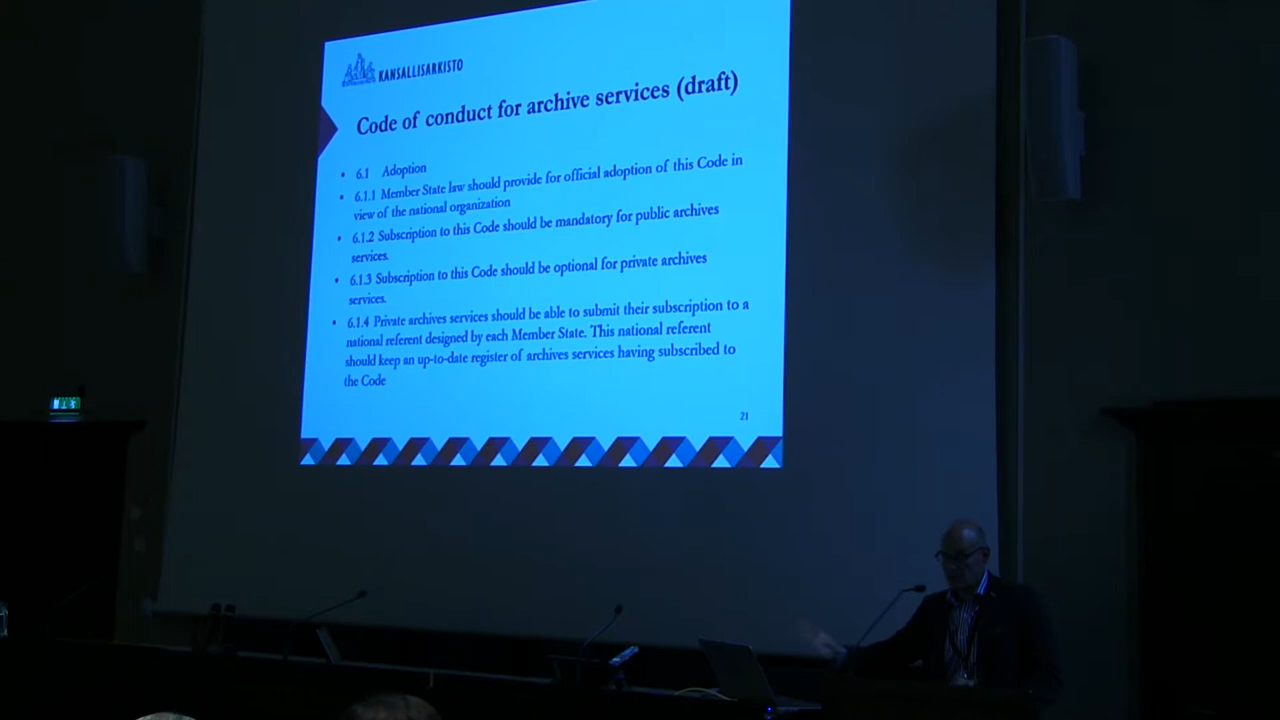 KANSALLISARKISTO
Code of conduct for archive services (draft)
• 6.1 Adoption
• 6.1.1 Member State law should provide for official adoption of this Code in
view of the national organization
• 6.1.2 Subscription to this Code should be mandatory for public archives
services.
• 6.1.3 Subscription to this Code should be optional for private archives
services.
• 6.1.4 Private archives services should be able to submit their subscription to a
national referent designed by each Member State. This national referent
should keep an up-to-date register of archives services having subscribed to
the Code
21